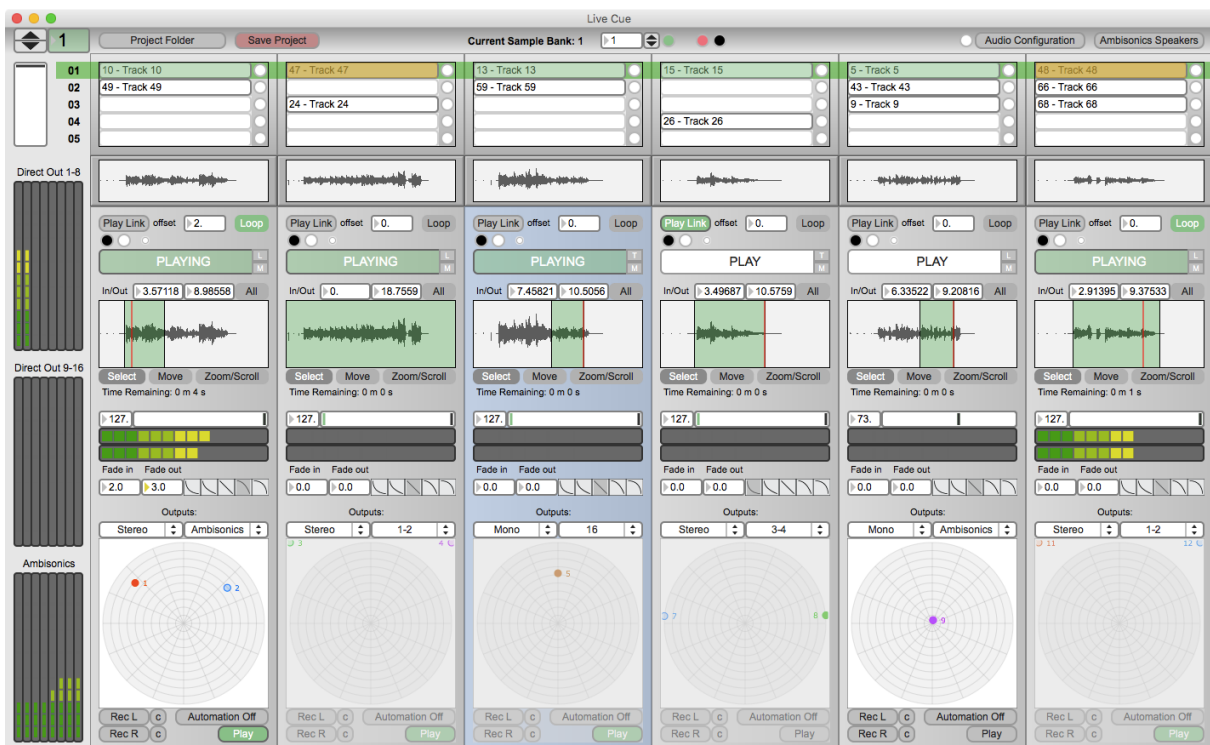 Live Cue
1 Project Folder Save Project Current Sample Bank: 1 1 Audio Configuration Ambisonics Speakers
01 10 - Track 10 47 - Track 47 13 - Track 13 15 - Track 15 5 - Track 5 48 - Track 48
02 49 - Track 49 59 - Track 59 43 - Track 43 66 - Track 66
03 24 - Track 24 9 - Track 9 68 - Track 68
04 26 - Track 26
05
Direct Out 1-8
Play Link offset 2. Loop Play Link offset 0. Loop Play Link offset 0. Loop Play Link offset 0. Loop Play Link offset 0. Loop Play Link offset 0. Loop
PLAYING L M PLAYING L M PLAYING T M PLAY T M PLAY L M PLAYING L M
In/Out 3.57118 8.98558 All In/Out 0. 18.7559 All In/Out 7.45821 10.5056 All In/Out 3.49687 10.5759 All In/Out 6.33522 9.20816 All In/Out 2.91395 9.37533 All
Direct Out 9-16
Select Move Zoom/Scroll Select Move Zoom/Scroll Select Move Zoom/Scroll Select Move Zoom/Scroll Select Move Zoom/Scroll Select Move Zoom/Scroll
Time Remaining: 0 m 4 s Time Remaining: 0 m 0 s Time Remaining: 0 m 0 s Time Remaining: 0 m 0 s Time Remaining: 0 m 0 s Time Remaining: 0 m 1 s
127. 127. 127. 127. 73. 127.
Fade in Fade out Fade in Fade out Fade in Fade out Fade in Fade out Fade in Fade out Fade in Fade out
2.0 3.0 0.0 0.0 0.0 0.0 0.0 0.0 0.0 0.0 0.0 0.0
Outputs: Outputs: Outputs: Outputs: Outputs: Outputs:
Stereo Ambisonics Stereo 1-2 Mono 16 Stereo 3-4 Mono Ambisonics Stereo 1-2
3 4 11 12
Ambisonics
1 2 5 7 8 9
Rec L c Automation Off Rec L c Automation Off Rec L c Automation Off Rec L c Automation Off Rec L c Automation Off Rec L c Automation Off
Rec R c Play Rec R c Play Rec R c Play Rec R c Play Rec R c Play Rec R c Play